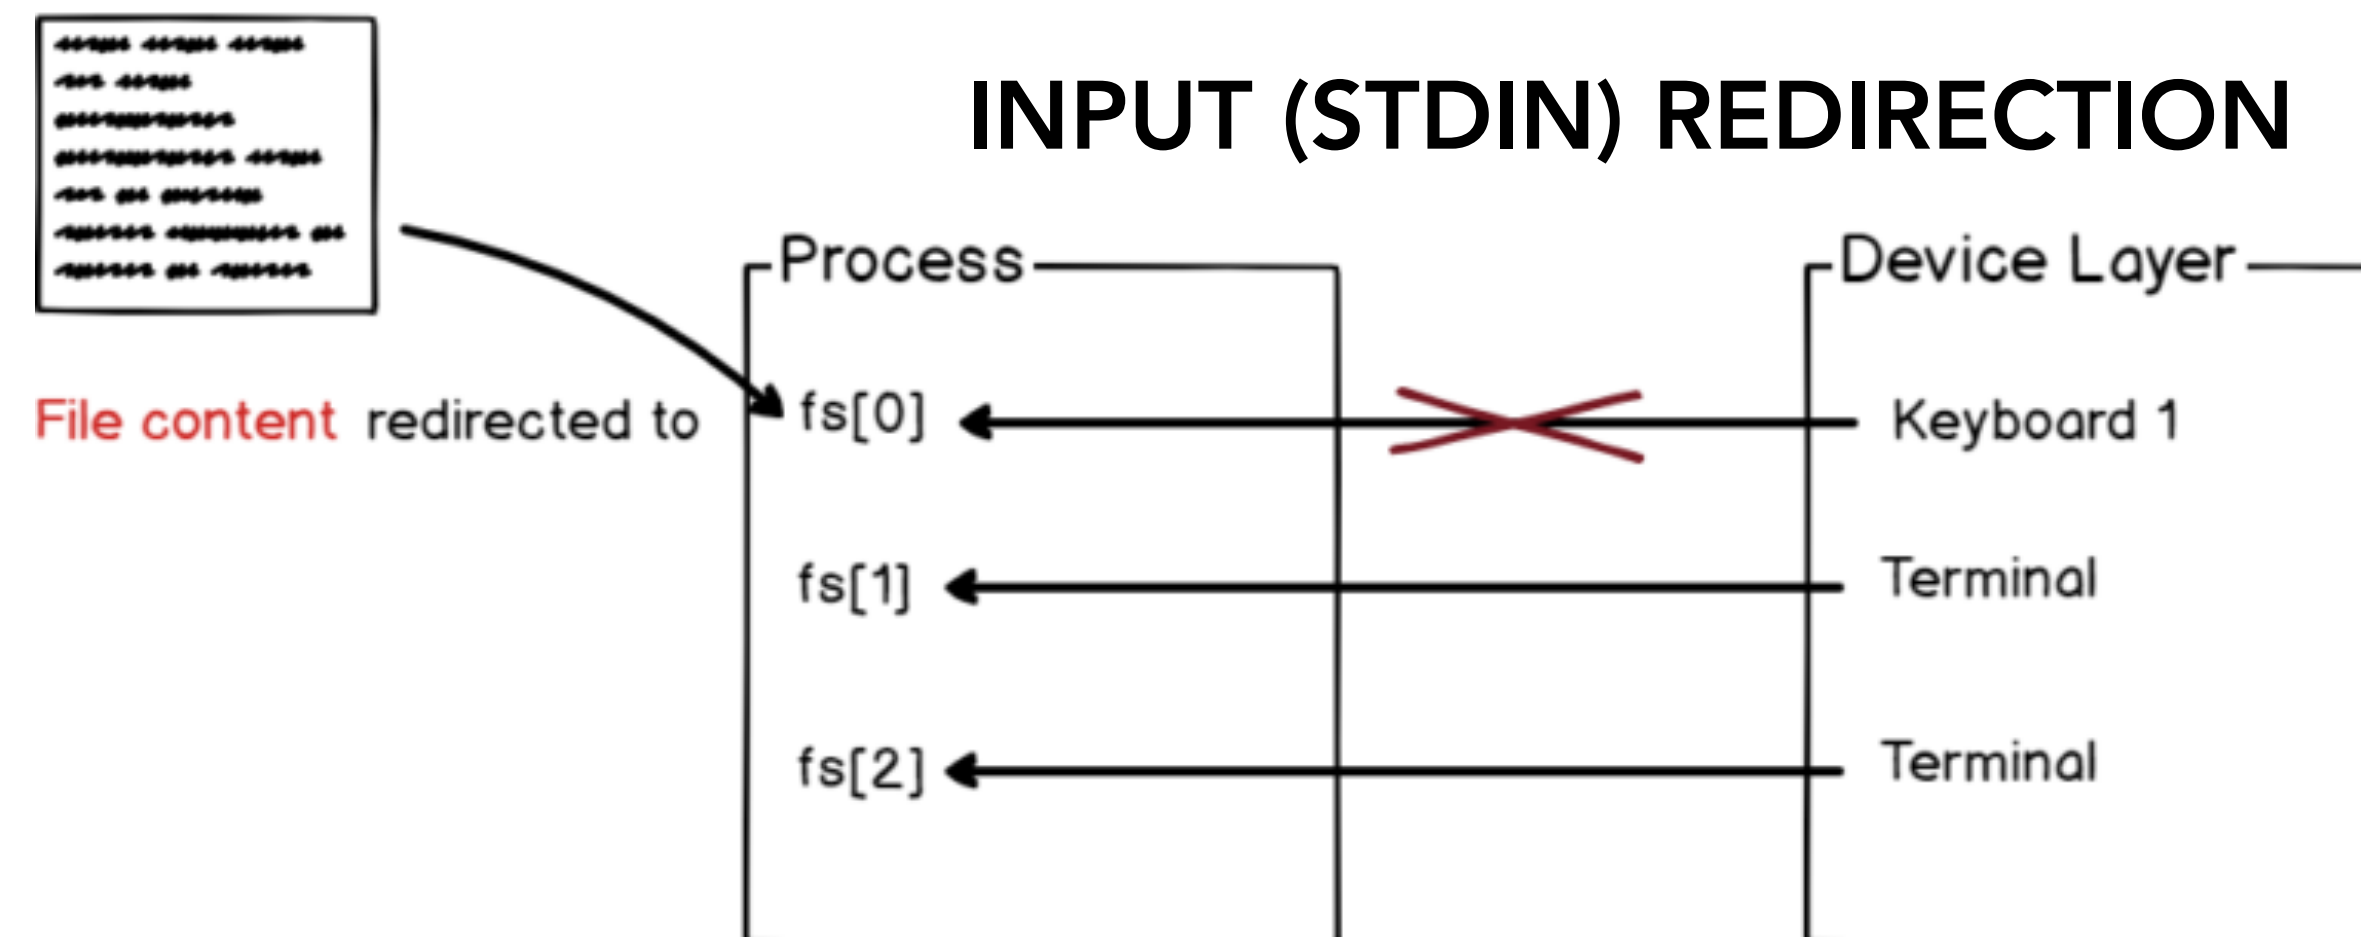 INPUT (STDIN) REDIRECTION
Process
Device Layer
File content redirected to
fs[0]
Keyboard 1
fs[1]
Terminal
fs[2]
Terminal